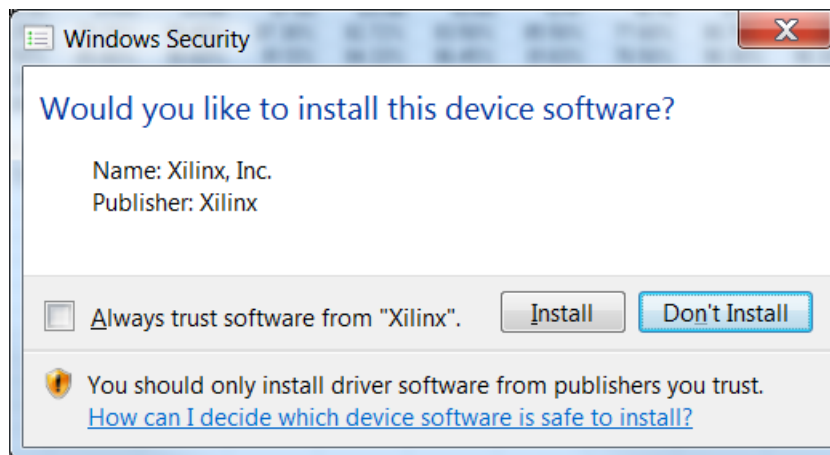 Windows Security
Would you like to install this device software?
Name: Xilinx, Inc.
Publisher: Xilinx
Always trust software from "Xilinx".
Install
Don't Install
You should only install driver software from publishers you trust.
How can I decide which device software is safe to install?